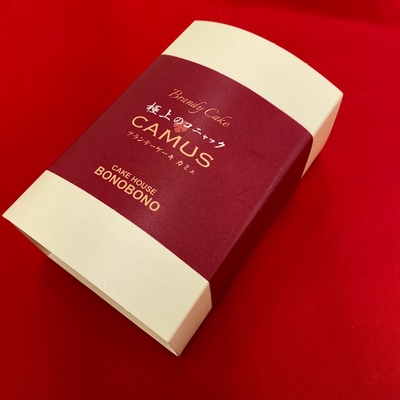 Brandy Cake
極上のコニャック
CAMUS
ブランデーケーキ カミュ
CAKE HOUSE
BONOBONO